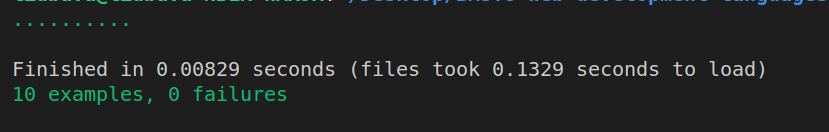 ..........
Finished in 0.00829 seconds (files took 0.1329 seconds to load)
10 examples, 0 failures